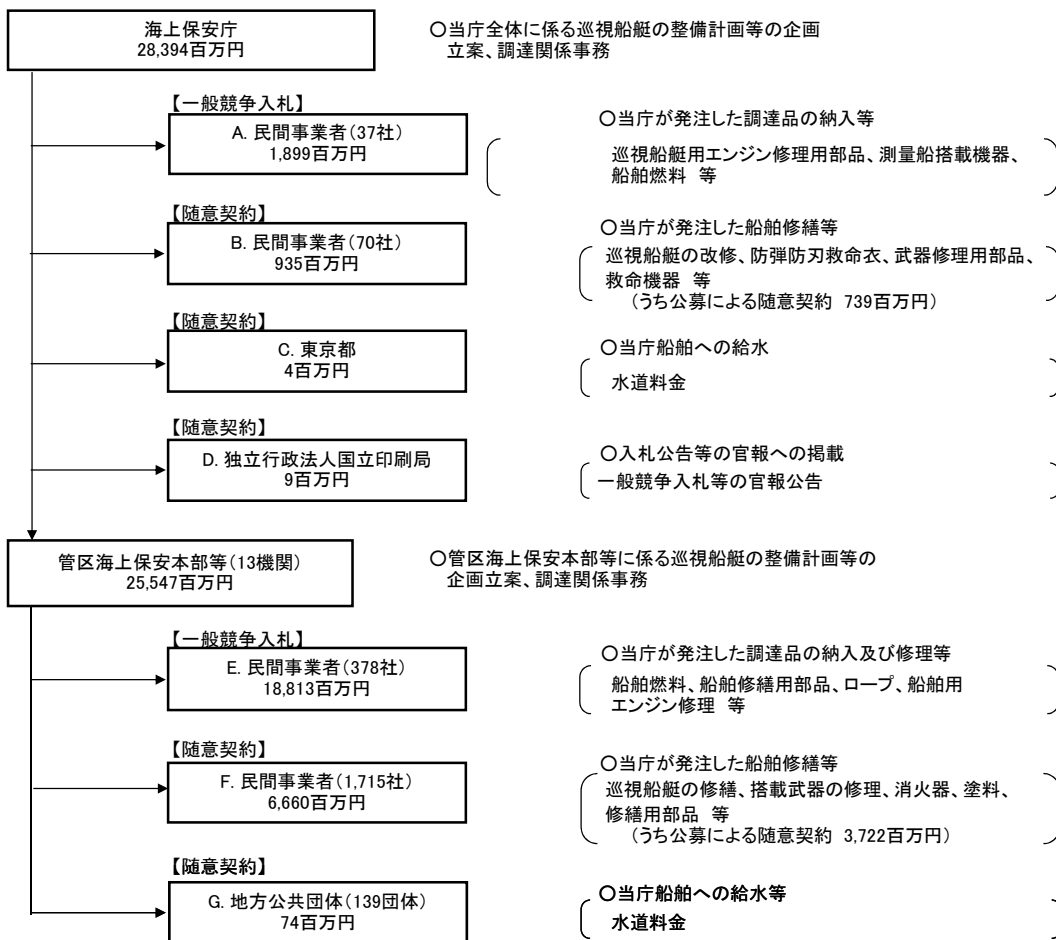 海上保安庁
28,394百万円
○当庁全体に係る巡視船艇の整備計画等の企画
立案、調達関係事務
【一般競争入札】
A. 民間事業者(37社)
1,899百万円
○当庁が発注した調達品の納入等
巡視船艇用エンジン修理用部品、測量船搭載機器、
船舶燃料 等
【随意契約】
B. 民間事業者(70社)
935百万円
○当庁が発注した船舶修繕等
巡視船艇の改修、防弾防刃救命衣、武器修理用部品、
救命機器 等
(うち公募による随意契約 739百万円)
【随意契約】
C. 東京都
4百万円
○当庁船舶への給水
水道料金
【随意契約】
D. 独立行政法人国立印刷局
9百万円
○入札公告等の官報への掲載
一般競争入札等の官報公告
管区海上保安本部等(13機関)
25,547百万円
○管区海上保安本部等に係る巡視船艇の整備計画等の
企画立案、調達関係事務
【一般競争入札】
E. 民間事業者(378社)
18,813百万円
○当庁が発注した調達品の納入及び修理等
船舶燃料、船舶修繕用部品、ロープ、船舶用
エンジン修理 等
【随意契約】
F. 民間事業者(1,715社)
6,660百万円
○当庁が発注した船舶修繕等
巡視船艇の修繕、搭載武器の修理、消火器、塗料、
修繕用部品 等
(うち公募による随意契約 3,722百万円)
【随意契約】
G. 地方公共団体(139団体)
74百万円
○当庁船舶への給水等
水道料金